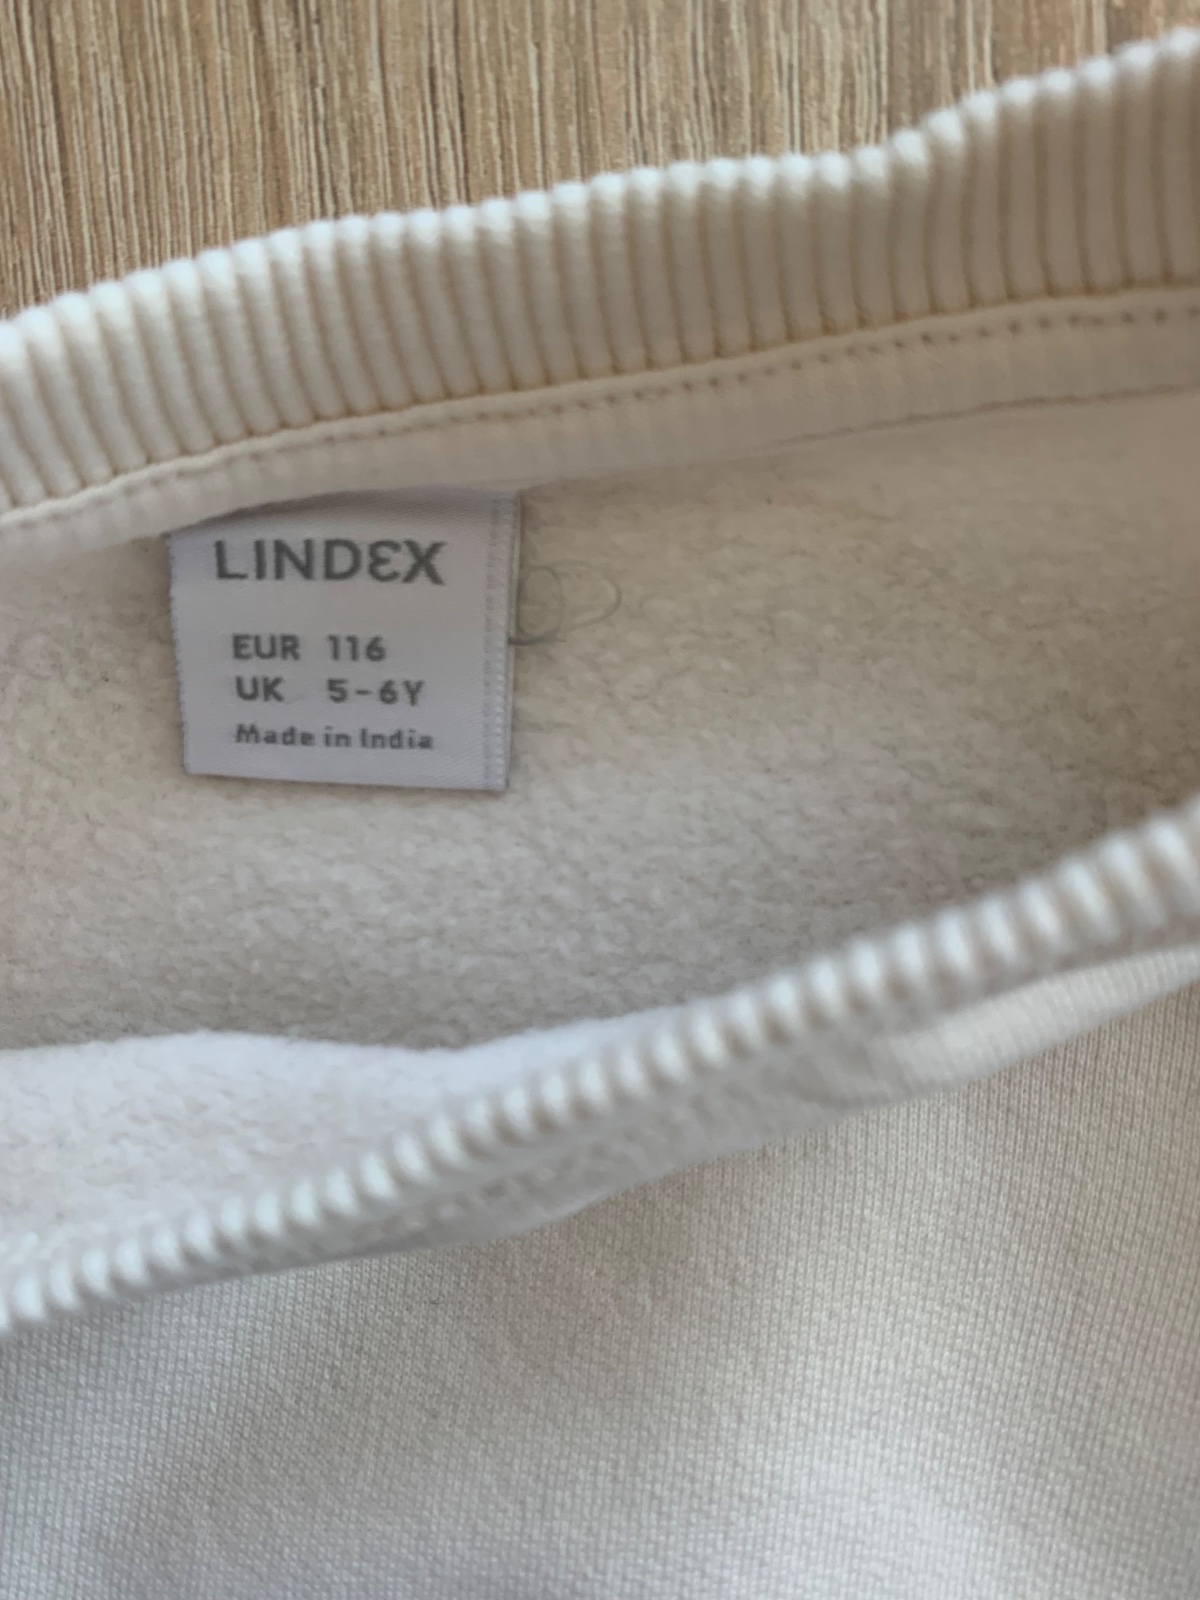 LINDEX
EUR 116
UK 5-6Y
Made in India